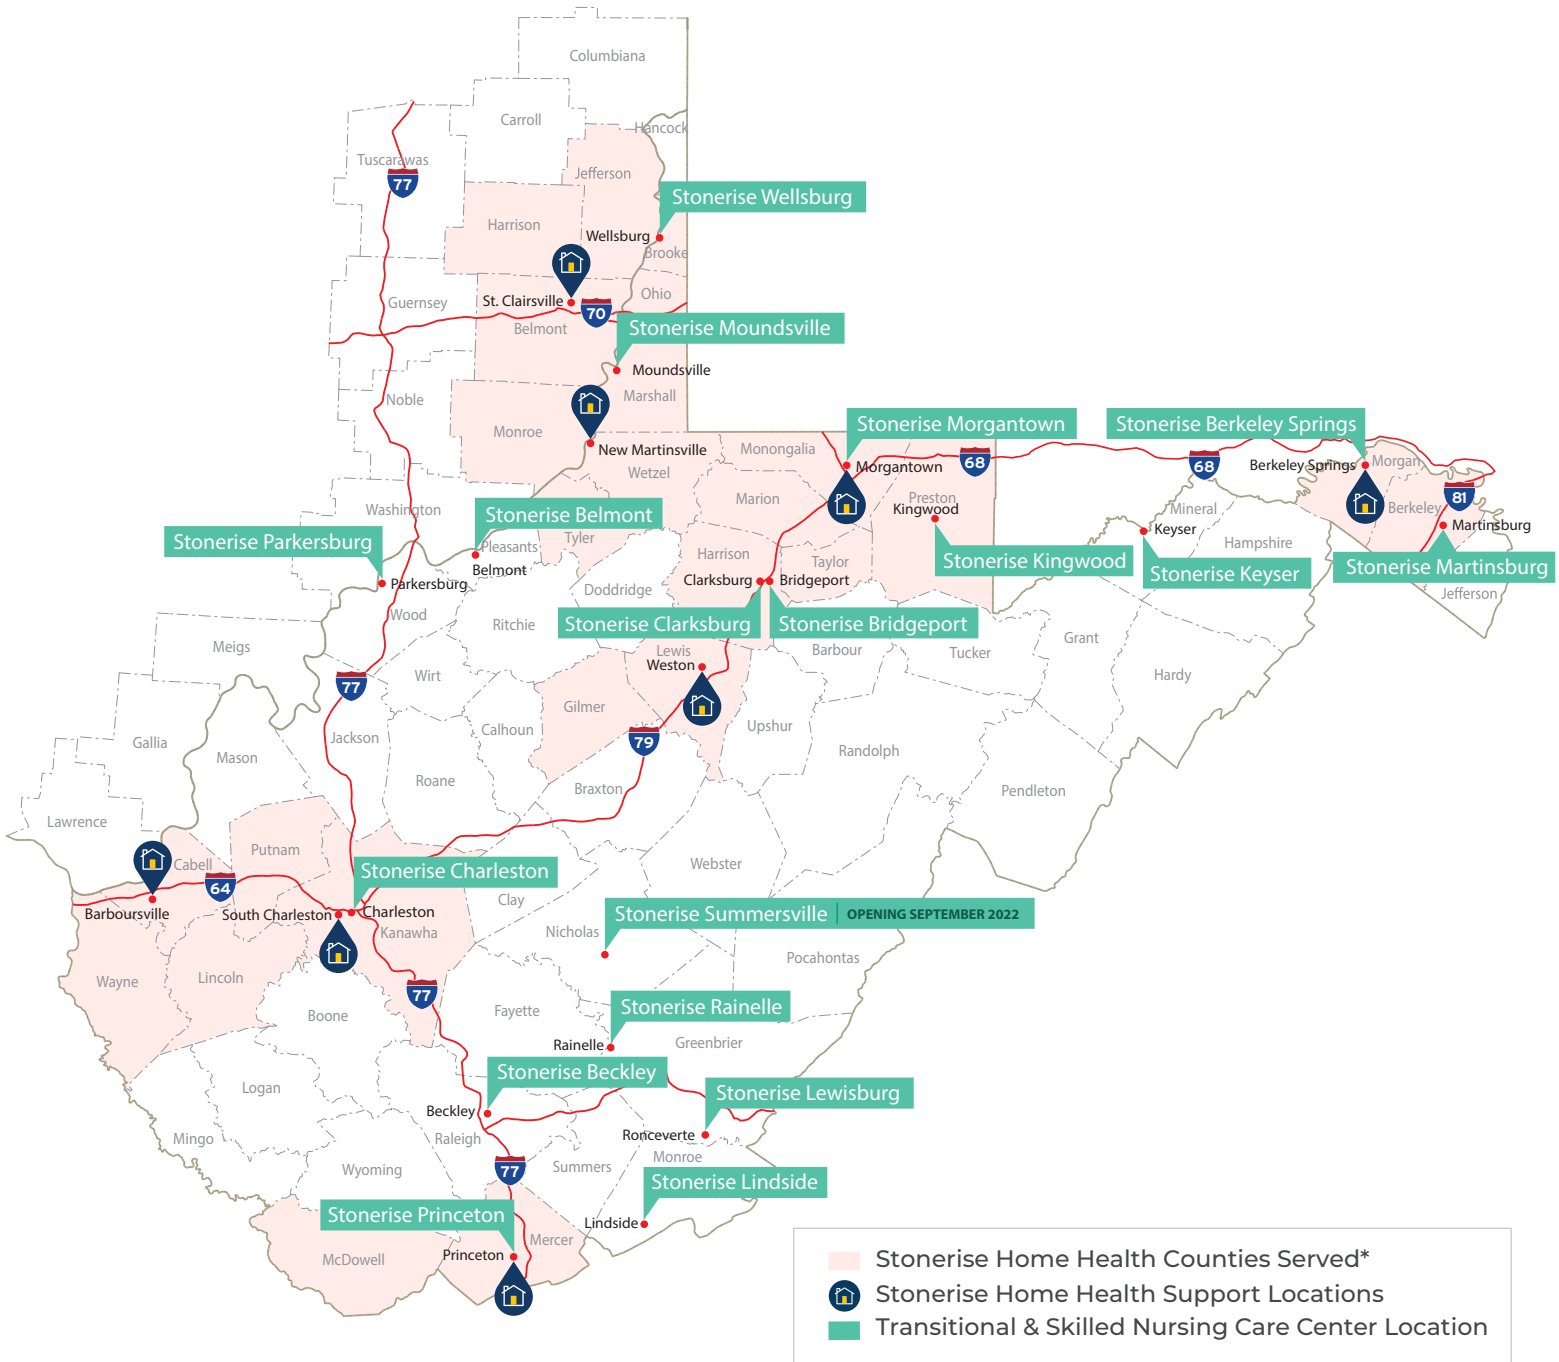 Columbiana
Carroll
Hancock
Tuscarawas
77
Jefferson
Stonerise Wellsburg
Harrison
Wellsburg
Brooke
St. Clairsville
Ohio
Guernsey
70
Belmont
Stonerise Moundsville
Moundsville
Marshall
Noble
Monroe
New Martinsville
Wetzel
Monongalia
Stonerise Morgantown
Morgantown
68
Stonerise Berkeley Springs
Berkeley Springs
Morgan
68
Marion
Preston
Kingwood
Mineral
Berkeley
81
Washington
Stonerise Belmont
Tyler
Keyser
Martinsburg
Stonerise Parkersburg
Pleasants
Belmont
Harrison
Taylor
Stonerise Kingwood
Hampshire
Stonerise Keyser
Stonerise Martinsburg
Parkersburg
Doddridge
Clarksburg
Bridgeport
Jefferson
Wood
Ritchie
Stonerise Clarksburg
Stonerise Bridgeport
Meigs
Lewis
Weston
Barbour
Tucker
Grant
Wirt
77
Hardy
Gilmer
Calhoun
Upshur
Jackson
79
Gallia
Mason
Randolph
Roane
Braxton
Pendleton
Lawrence
Putnam
Cabell
Webster
Stonerise Charleston
64
Barboursville
South Charleston
Charleston
Clay
Kanawha
Stonerise Summersville | OPENING SEPTEMBER 2022
Nicholas
Pocahontas
Wayne
Lincoln
77
Boone
Fayette
Stonerise Rainelle
Rainelle
Greenbrier
Logan
Stonerise Beckley
Stonerise Lewisburg
Beckley
Mingo
Raleigh
Ronceverte
Monroe
Wyoming
77
Summers
Stonerise Lindside
Stonerise Princeton
Lindside
Mercer
McDowell
Princeton
Stonerise Home Health Counties Served*
Stonerise Home Health Support Locations
Transitional & Skilled Nursing Care Center Location